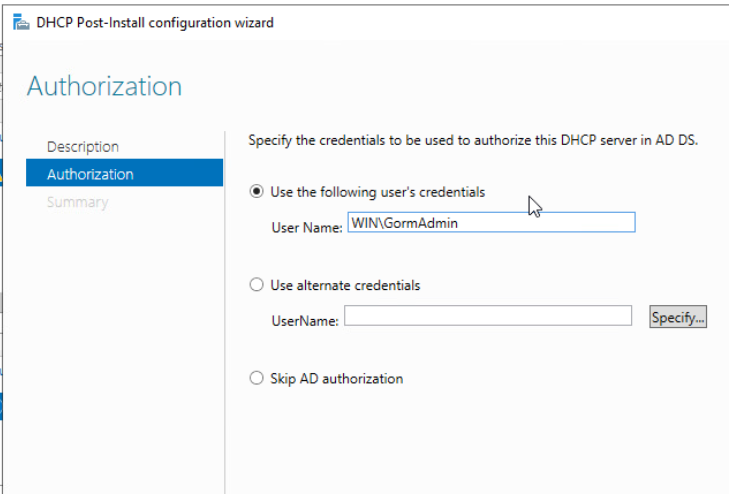 DHCP Post-Install configuration wizard
Authorization
Description
Authorization
Summary
Specify the credentials to be used to authorize this DHCP server in AD DS.
Use the following user's credentials
User Name: WIN\GormAdmin
Use alternate credentials
UserName:
Specify...
Skip AD authorization